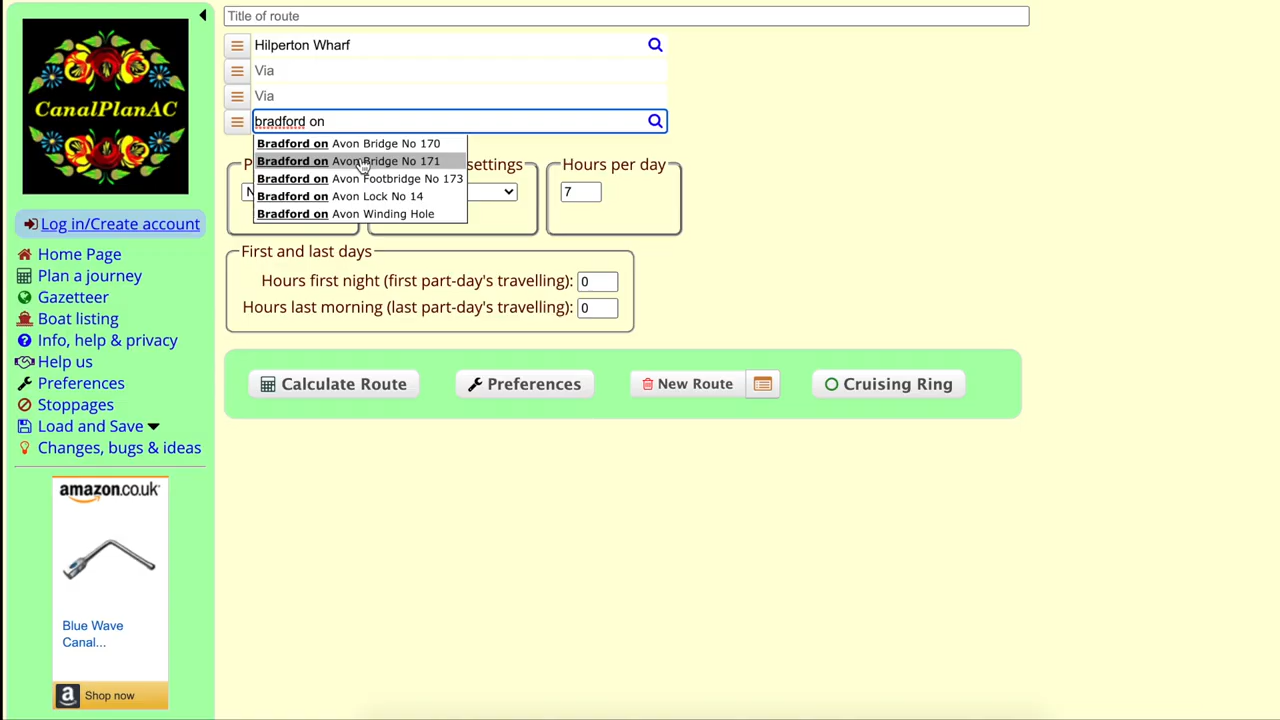 Title of route
Hilperton Wharf
Via
Via
bradford on
Bradford on Avon Bridge No 170
Bradford on Avon Bridge No 171
Bradford on Avon Footbridge No 173
Bradford on Avon Lock No 14
Bradford on Avon Winding Hole
P
settings
Hours per day
N
7
First and last days
Hours first night (first part-day's travelling): 0
Hours last morning (last part-day's travelling): 0
Calculate Route
Preferences
New Route
Cruising Ring
CanalPlanAC
Log in/Create account
Home Page
Plan a journey
Gazetteer
Boat listing
Info, help & privacy
Help us
Preferences
Stoppages
Load and Save
Changes, bugs & ideas
amazon.co.uk
Blue Wave
Canal...
a Shop now